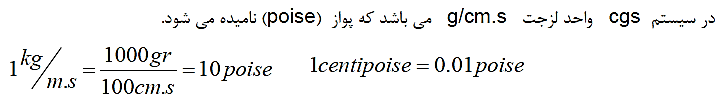 در سیستم cgs واحد لزجت g/cm.s می باشد که پواز (poise) نامیده می شود.
1 kg/m.s = 1000gr/100cm.s = 10 poise 1centipoise = 0.01poise